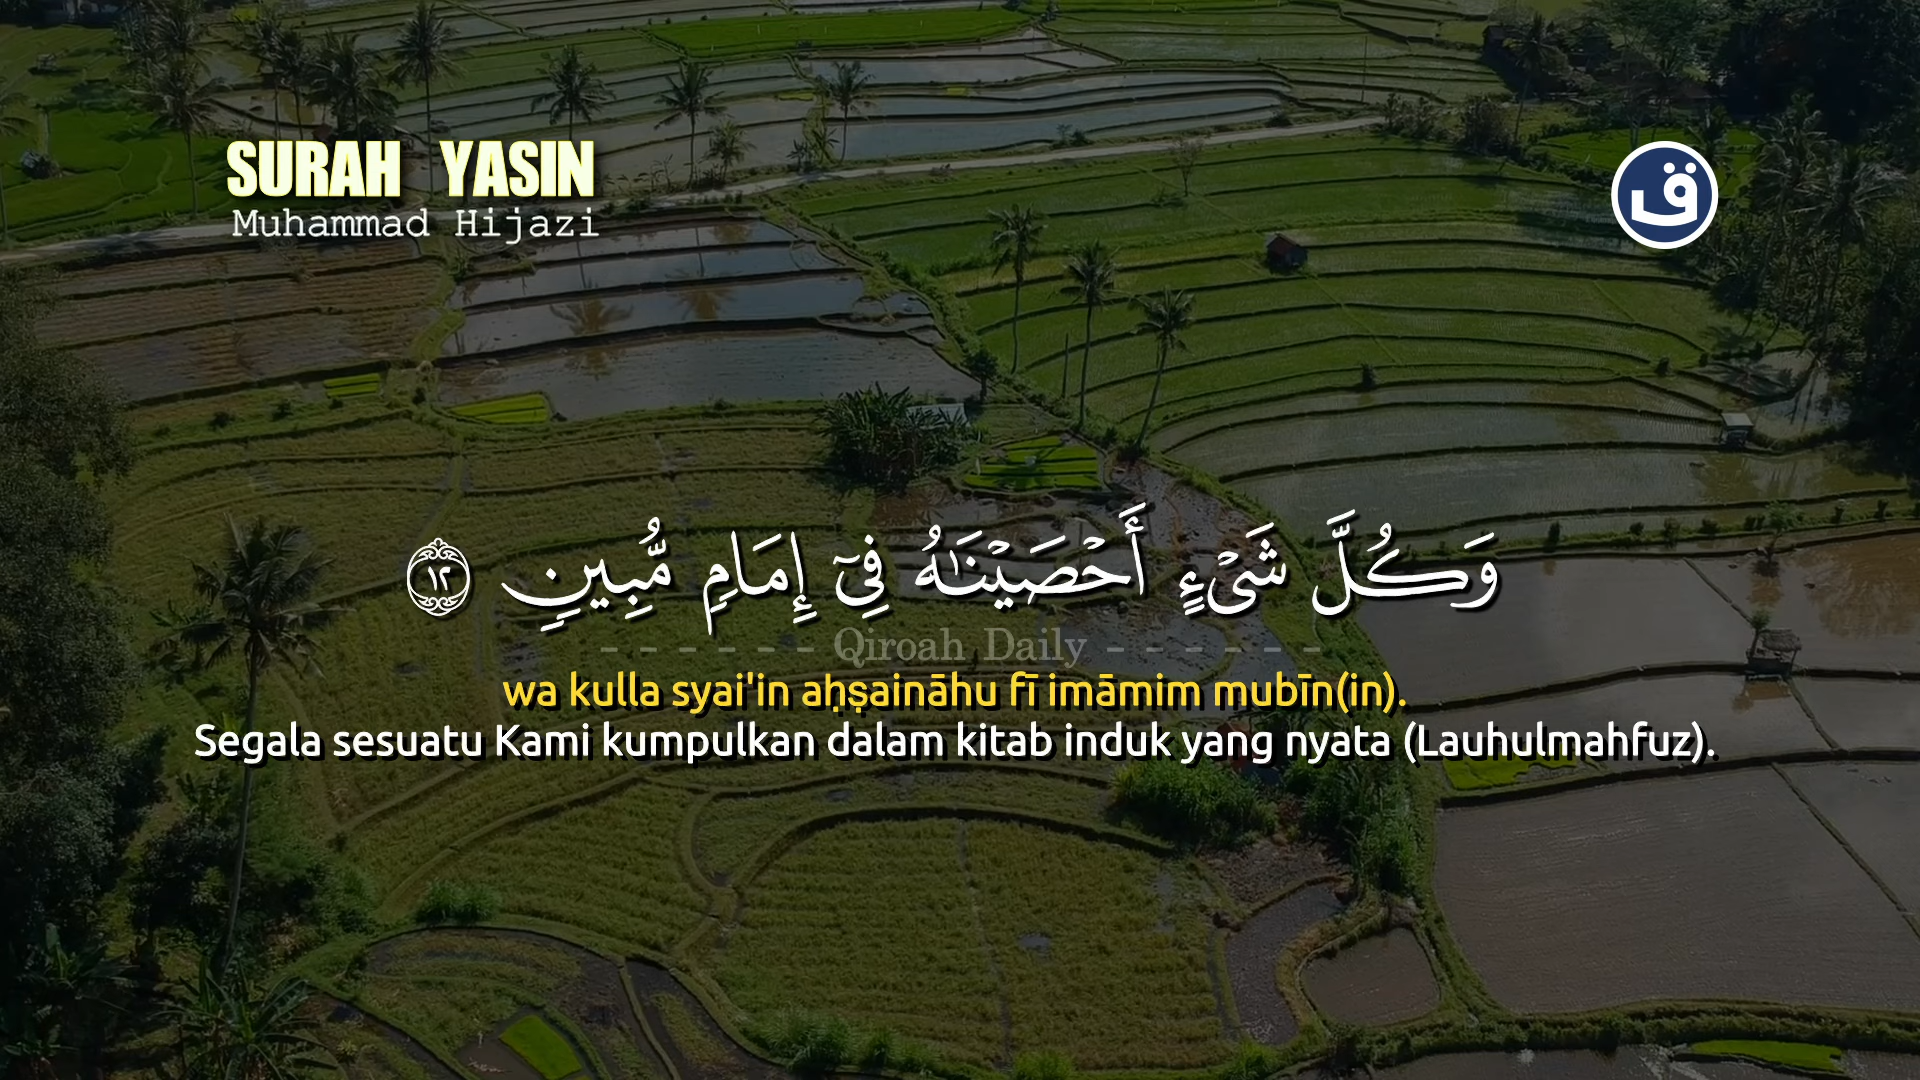 SURAH YASIN
Muhammad Hijazi
ق
وَكُلَّ شَىْءٍ أَحْصَيْنَٰهُ فِىٓ إِمَامٍ مُّبِينٍ ١٢
- - - - - - Qiroah Daily - - - - - -
wa kulla syai'in aḥṣaināhu fī imāmim mubīn(in).
Segala sesuatu Kami kumpulkan dalam kitab induk yang nyata (Lauhulmahfuz).